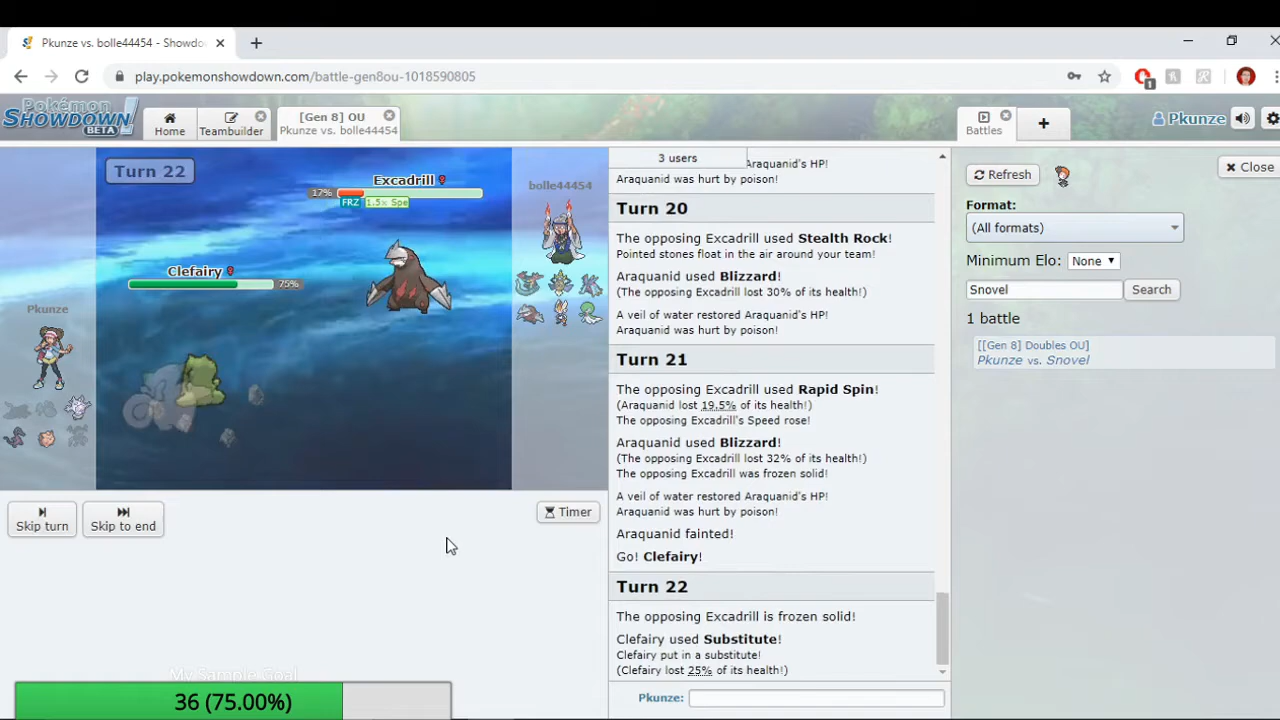 Pkunze vs. bolle44454 - Showdo
play.pokemonshowdown.com/battle-gen8ou-1018590805
1
Pokémon
SHOWDOWN!
BETA
Home
Teambuilder
[Gen 8] OU
Pkunze vs. bolle44454
Battles
Pkunze
Turn 22
Excadrill
17%
FRZ 1.5× Spe
Clefairy
75%
Pkunze
bolle44454
3 users
Araquanid's HP!
Araquanid was hurt by poison!
Turn 20
The opposing Excadrill used Stealth Rock!
Pointed stones float in the air around your team!
Araquanid used Blizzard!
(The opposing Excadrill lost 30% of its health!)
A veil of water restored Araquanid's HP!
Araquanid was hurt by poison!
Turn 21
The opposing Excadrill used Rapid Spin!
(Araquanid lost 19.5% of its health!)
The opposing Excadrill's Speed rose!
Araquanid used Blizzard!
(The opposing Excadrill lost 32% of its health!)
The opposing Excadrill was frozen solid!
A veil of water restored Araquanid's HP!
Araquanid was hurt by poison!
Araquanid fainted!
Go! Clefairy!
Turn 22
The opposing Excadrill is frozen solid!
Clefairy used Substitute!
Clefairy put in a substitute!
(Clefairy lost 25% of its health!)
Pkunze:
Skip turn
Skip to end
Timer
My Sample Goal
36 (75.00%)
Refresh
Close
Format:
(All formats)
Minimum Elo: None
Snovel
Search
1 battle
[[Gen 8] Doubles OU]
Pkunze vs. Snovel